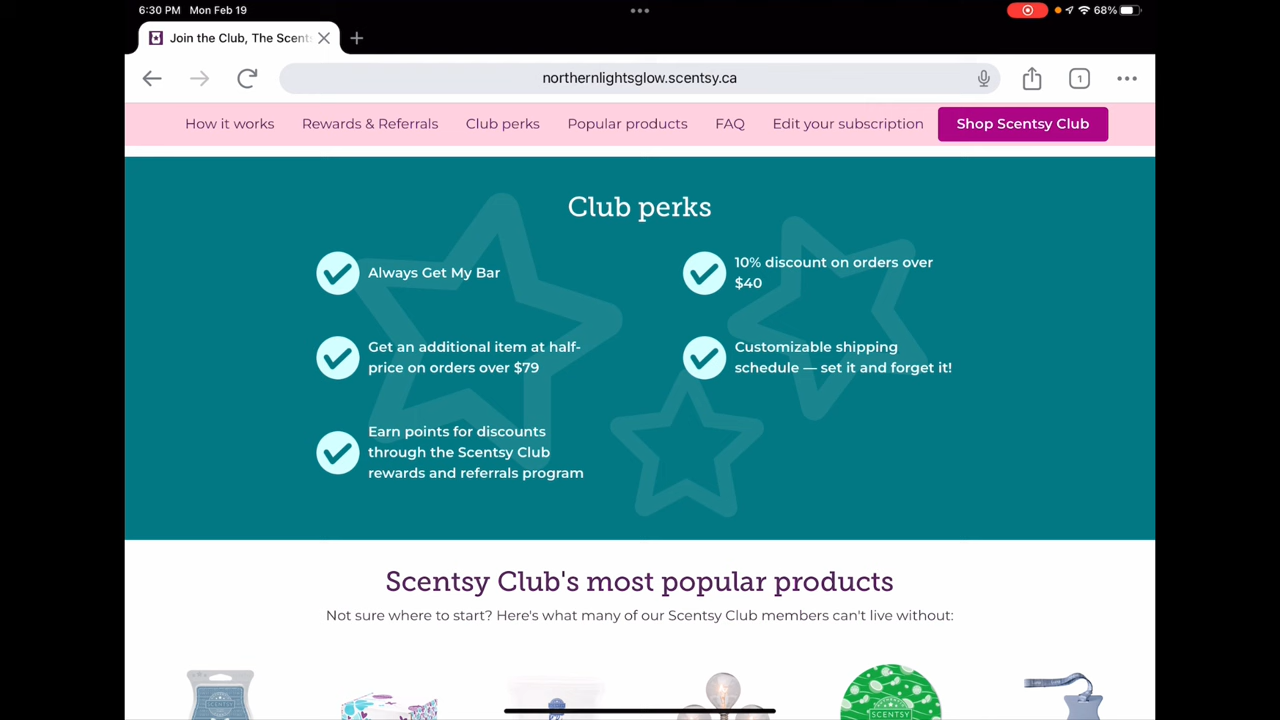 6:30 PM Mon Feb 19
68%
Join the Club, The Scent
northernlightsglow.scentsy.ca
1
How it works Rewards & Referrals Club perks Popular products FAQ Edit your subscription Shop Scentsy Club
Club perks
Always Get My Bar
10% discount on orders over
$40
Get an additional item at half-
price on orders over $79
Customizable shipping
schedule — set it and forget it!
Earn points for discounts
through the Scentsy Club
rewards and referrals program
Scentsy Club's most popular products
Not sure where to start? Here's what many of our Scentsy Club members can't live without:
SCENTSY
SCENTSY